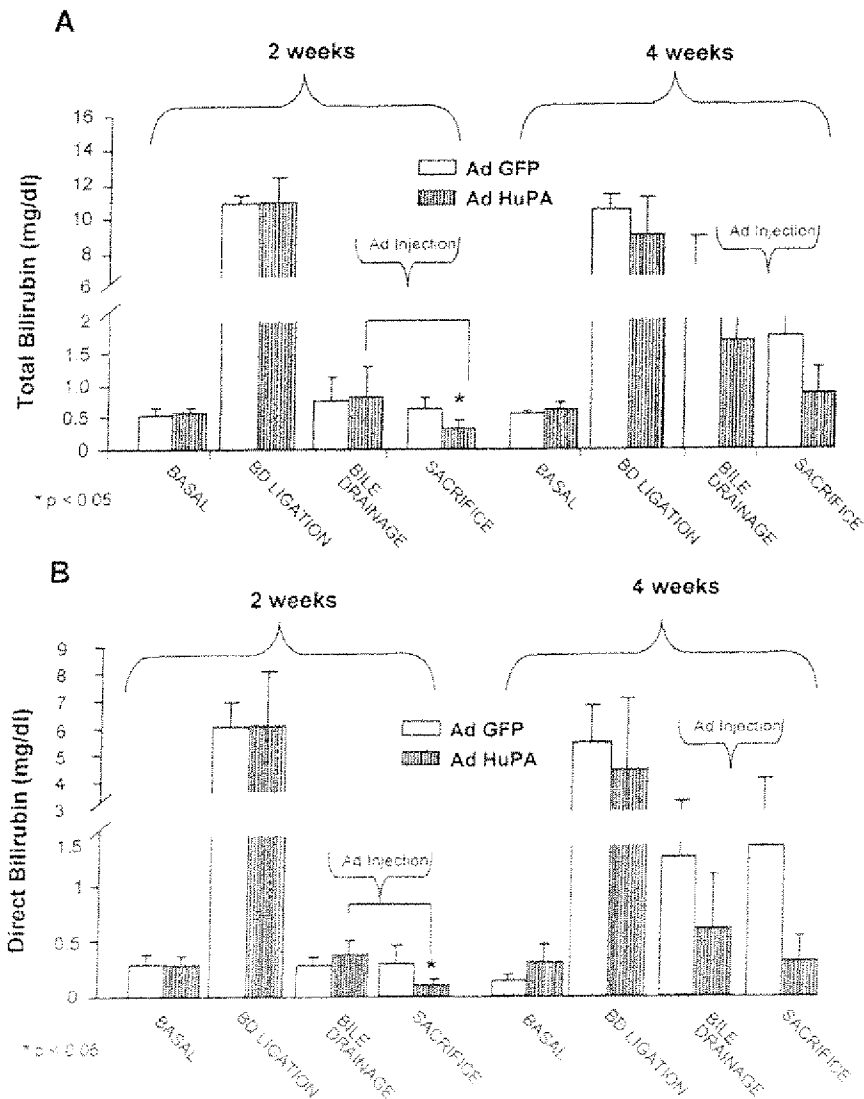 A
2 weeks
4 weeks
Total Bilirubin (mg/dl)
16
14
12
10
8
6
2
1.5
1.0
0.5
0
Ad GFP
Ad HuPA
Ad Injection
Ad Injection
*
BASAL
BD LIGATION
BILE DRAINAGE
SACRIFICE
BASAL
BD LIGATION
BILE DRAINAGE
SACRIFICE
* p < 0.05
B
2 weeks
4 weeks
Direct Bilirubin (mg/dl)
9
8
7
6
5
4
3
1.5
1
0.5
0
Ad GFP
Ad HuPA
Ad Injection
Ad Injection
*
BASAL
BD LIGATION
BILE DRAINAGE
SACRIFICE
BASAL
BD LIGATION
BILE DRAINAGE
SACRIFICE
* p < 0.05